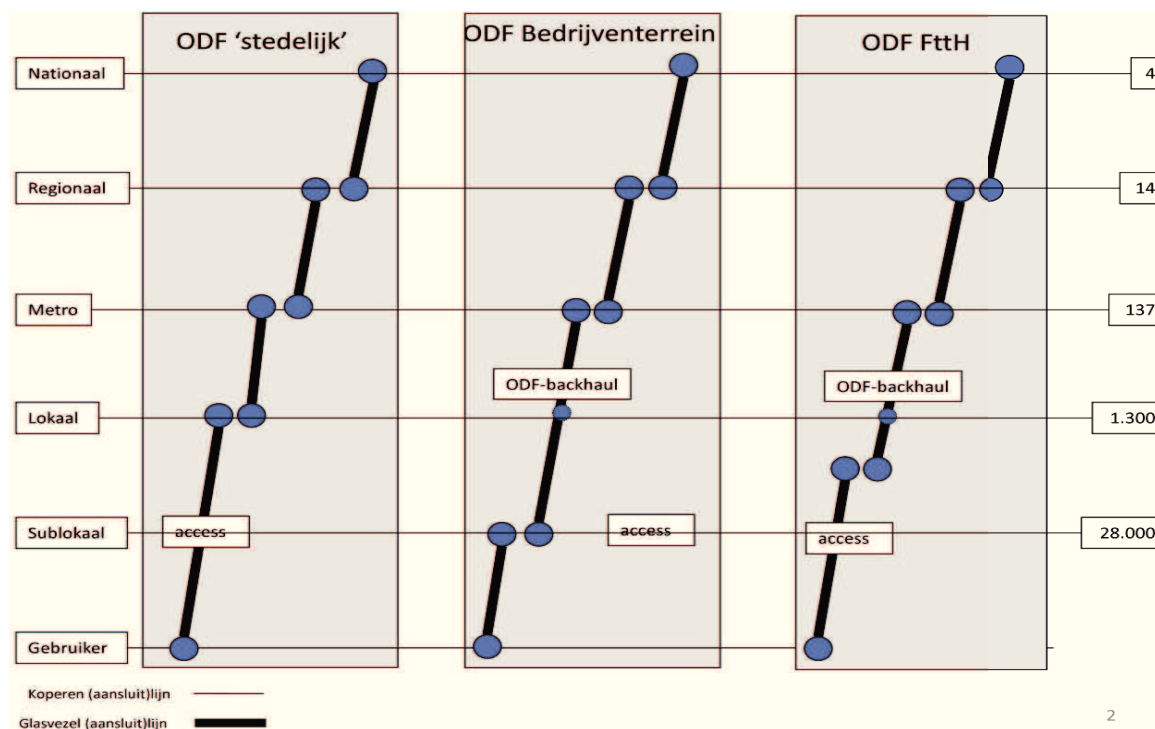 ODF ‘stedelijk’
ODF Bedrijventerrein
ODF FttH
Nationaal
4
Regionaal
14
Metro
137
ODF-backhaul
ODF-backhaul
Lokaal
1.300
Sublokaal
access
access
access
28.000
Gebruiker
Koperen (aansluit)lijn
Glasvezel (aansluit)lijn
2